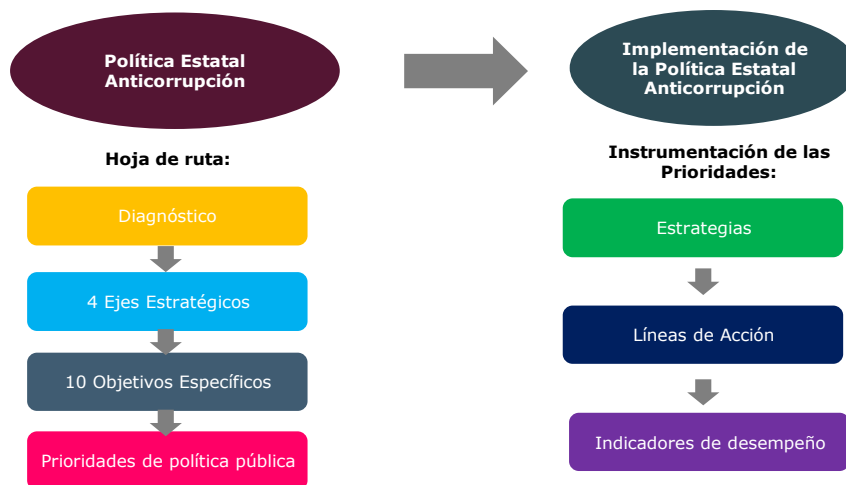 Política Estatal
Anticorrupción
Hoja de ruta:
Diagnóstico
4 Ejes Estratégicos
10 Objetivos Específicos
Prioridades de política pública
Implementación de
la Política Estatal
Anticorrupción
Instrumentación de las
Prioridades:
Estrategias
Líneas de Acción
Indicadores de desempeño